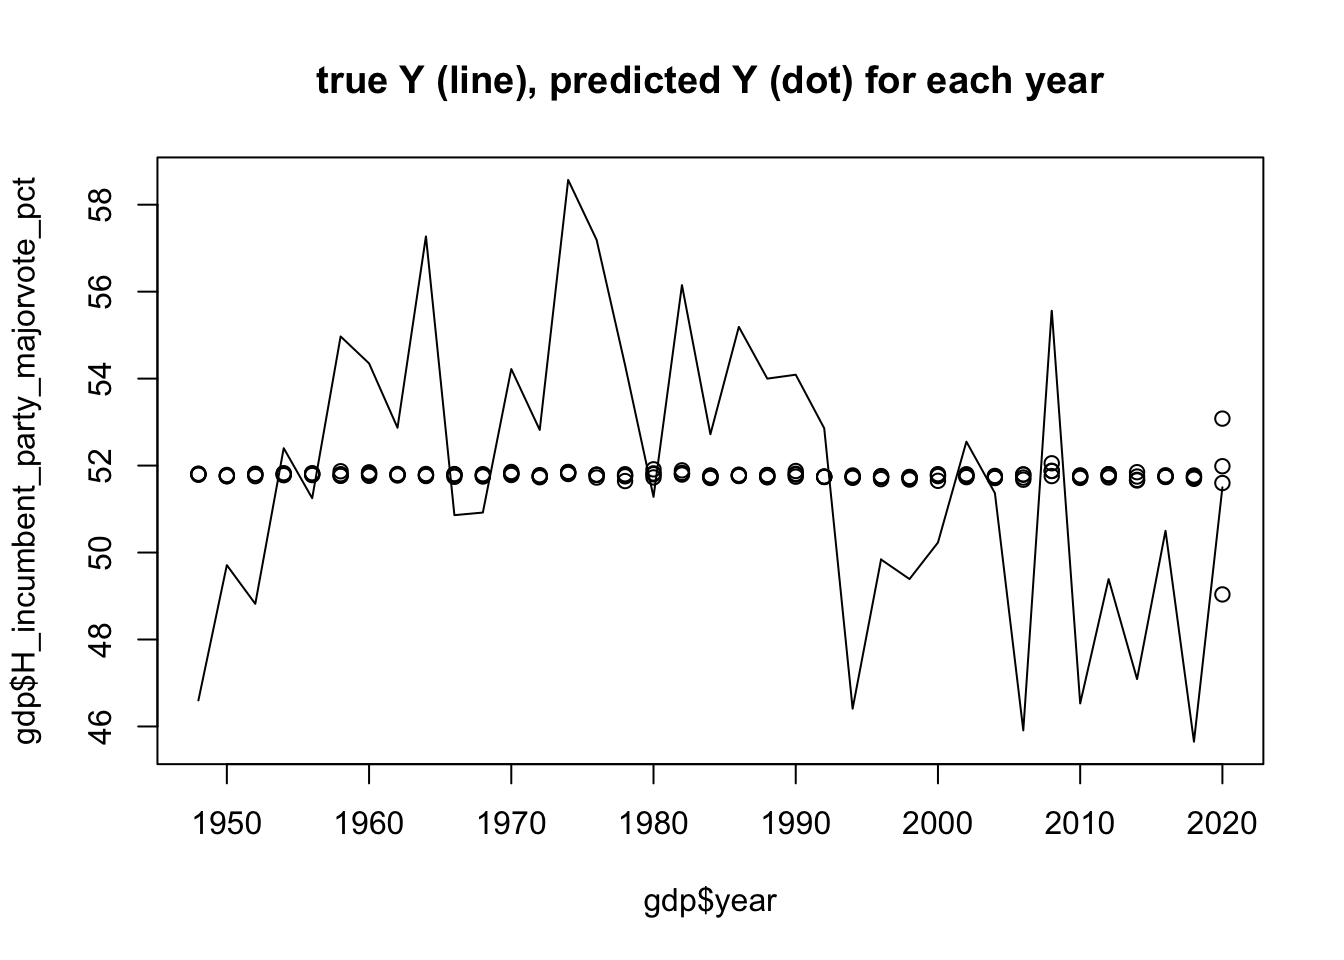 true Y (line), predicted Y (dot) for each year
gdp$H_incumbent_party_majorvote_pct
58
56
54
52
50
48
46
1950 1960 1970 1980 1990 2000 2010 2020
gdp$year